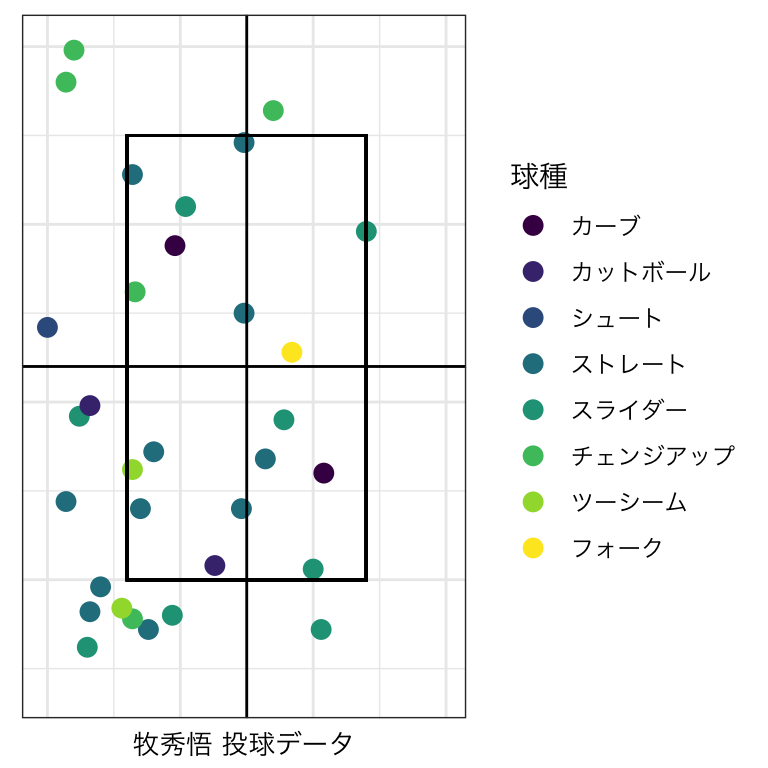 球種
カーブ
カットボール
シュート
ストレート
スライダー
チェンジアップ
ツーシーム
フォーク
牧秀悟 投球データ